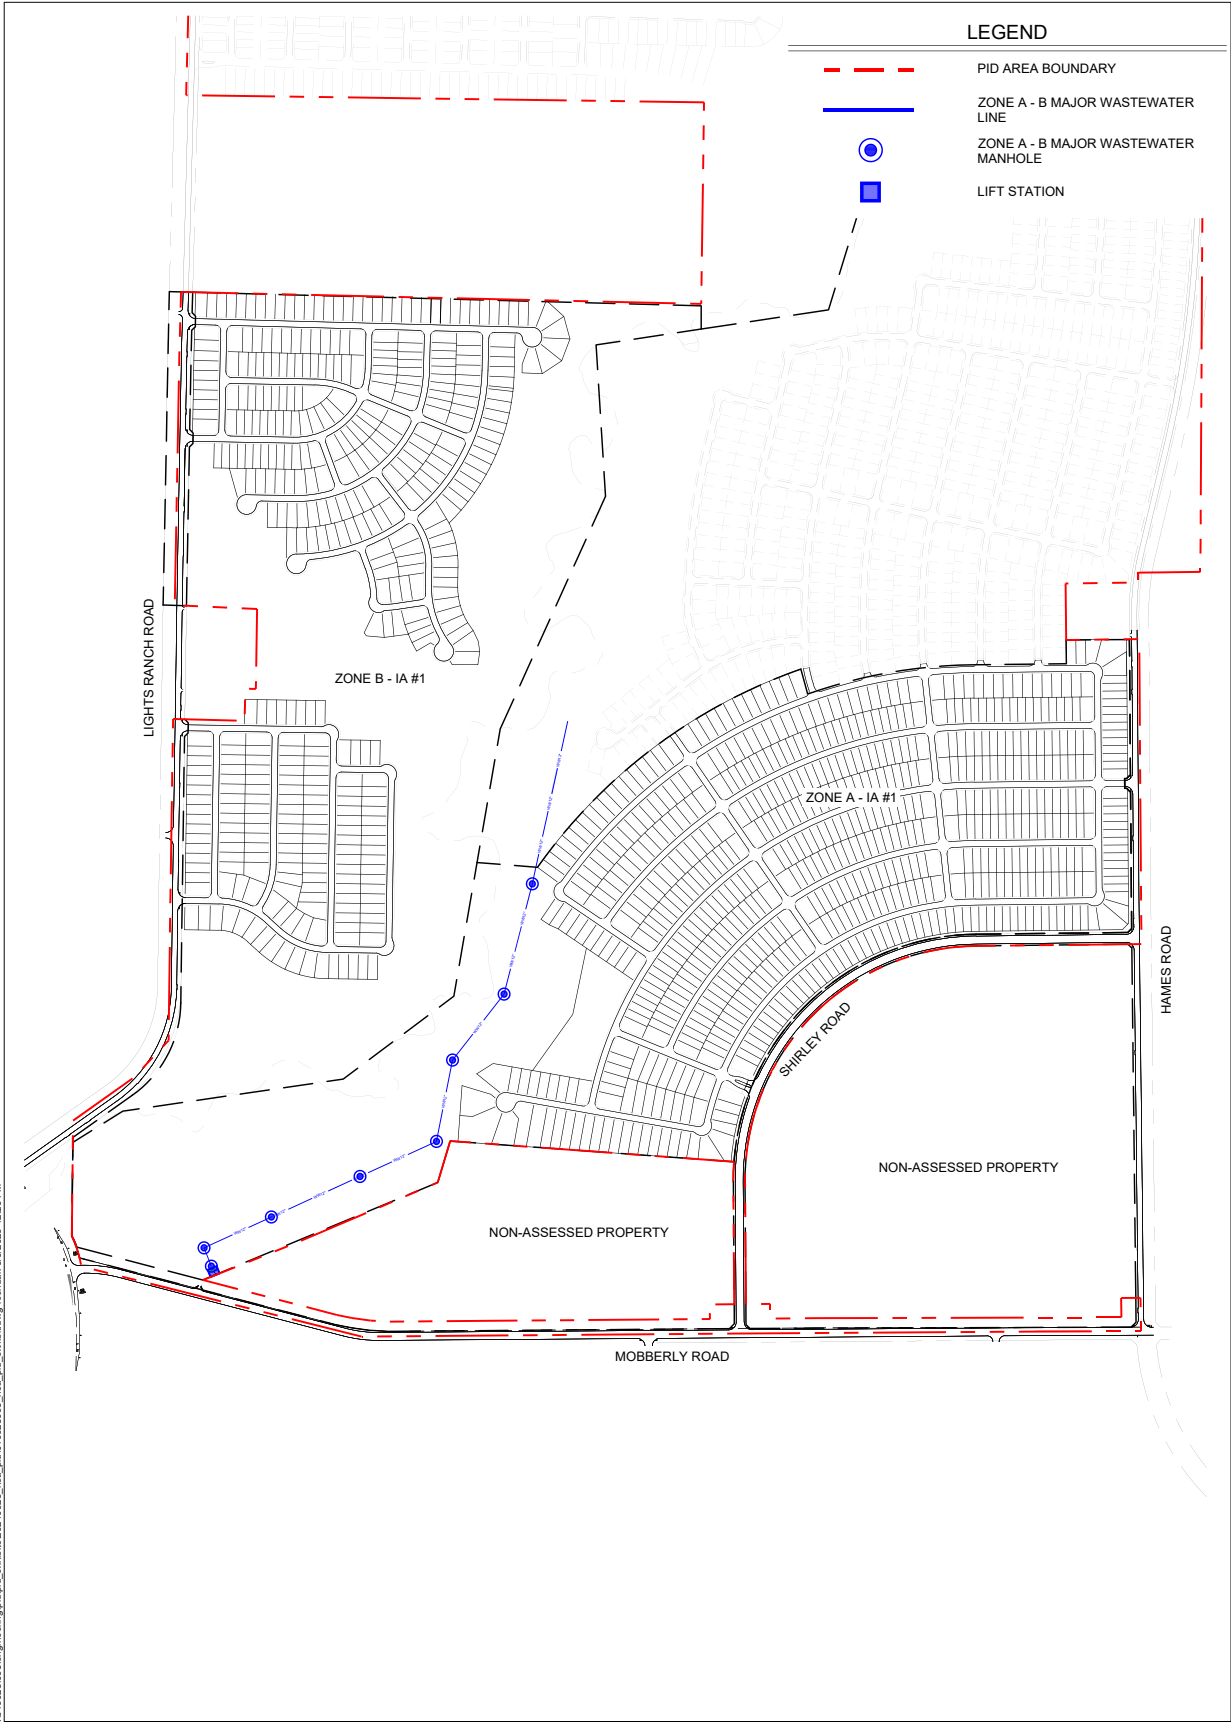 LEGEND
PID AREA BOUNDARY
ZONE A - B MAJOR WASTEWATER
LINE
ZONE A - B MAJOR WASTEWATER
MANHOLE
LIFT STATION
LIGHTS RANCH ROAD
ZONE B - IA #1
ZONE A - IA #1
HAMES ROAD
SHIRLEY ROAD
NON-ASSESSED PROPERTY
NON-ASSESSED PROPERTY
MOBBERLY ROAD